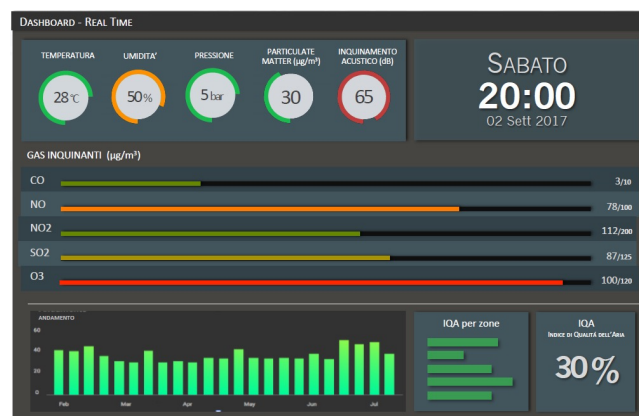 DASHBOARD - REAL TIME
TEMPERATURA
28°C
UMIDITA'
50%
PRESSIONE
5 bar
PARTICULATE
MATTER (µg/m³)
30
INQUINAMENTO
ACUSTICO (dB)
65
SABATO
20:00
02 Sett 2017
GAS INQUINANTI (µg/m³)
CO 3/10
NO 78/100
NO2 112/200
SO2 87/125
O3 100/120
ANDAMENTO
60
40
20
0
Feb Mar Apr May Jun Jul
IQA per zone
IQA
INDICE DI QUALITÀ DELL'ARIA
30%